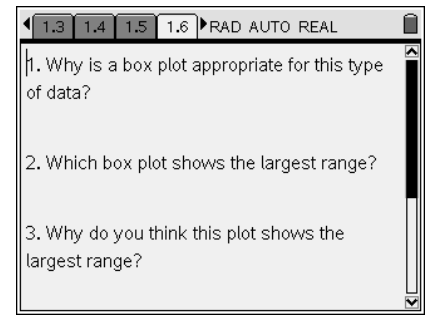 1.3 1.4 1.5 1.6 RAD AUTO REAL
1. Why is a box plot appropriate for this type
of data?
2. Which box plot shows the largest range?
3. Why do you think this plot shows the
largest range?